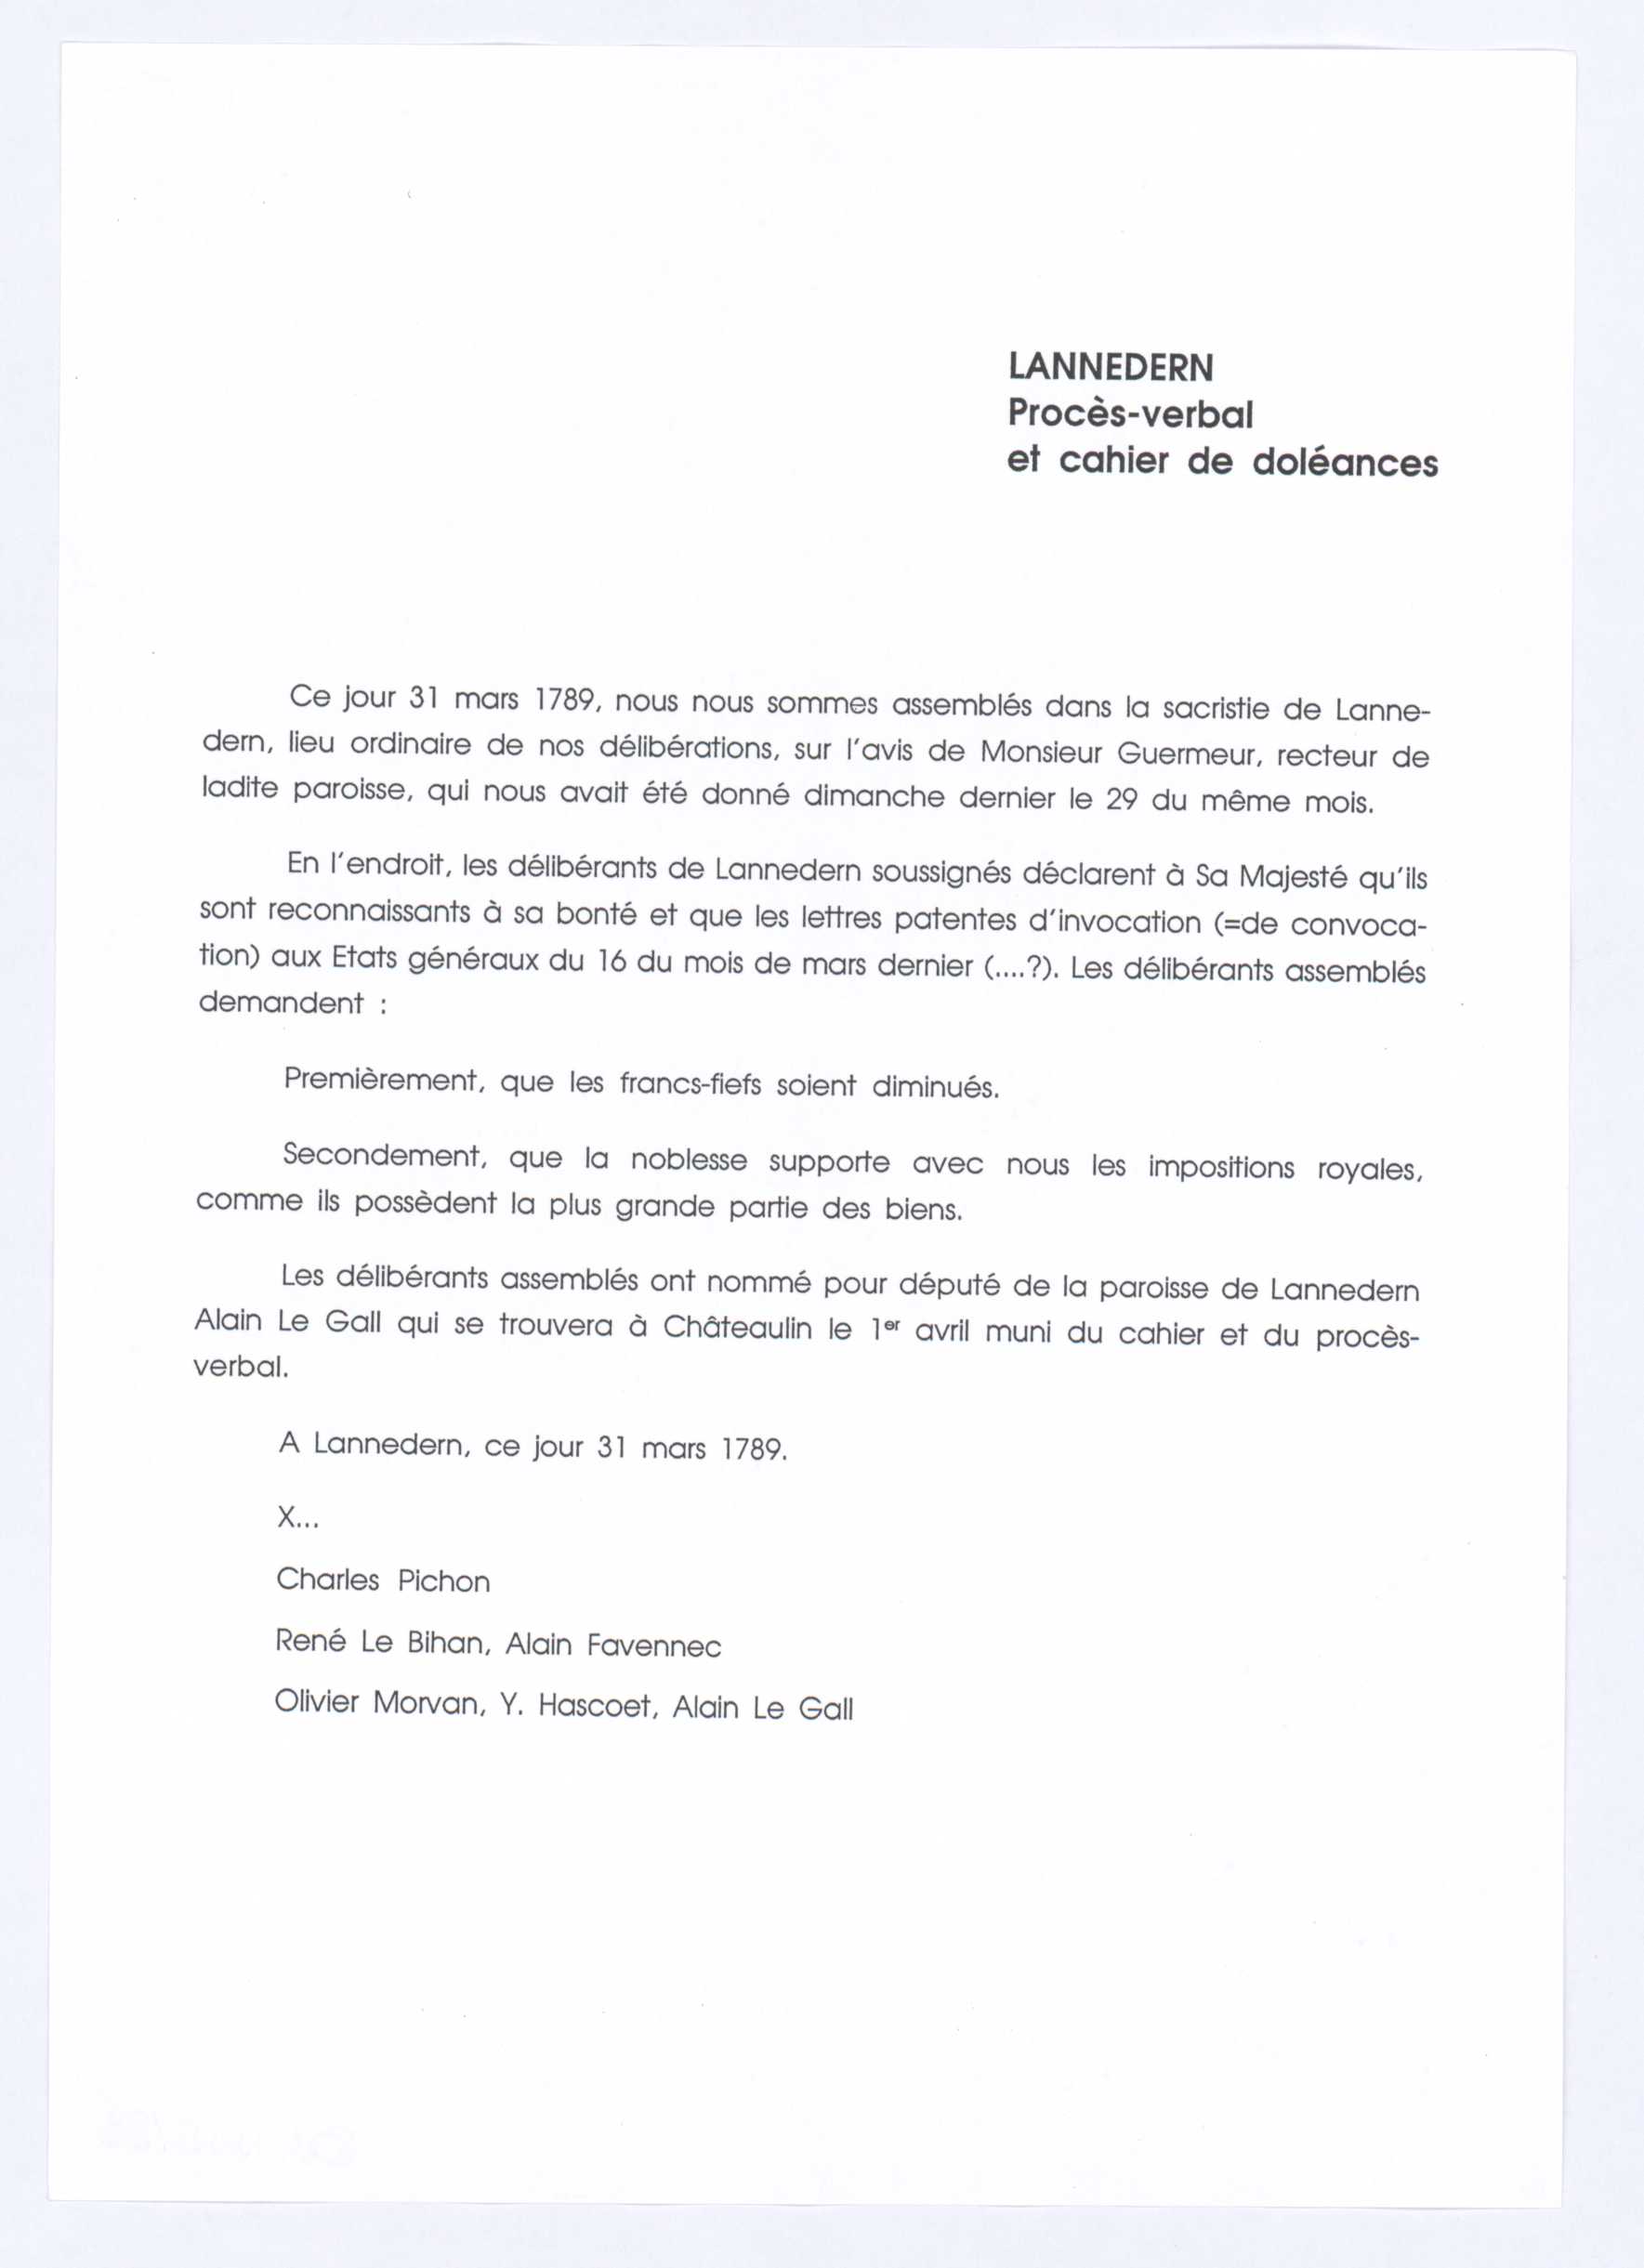 LANNEDERN
Procès-verbal
et cahier de doléances
Ce jour 31 mars 1789, nous nous sommes assemblés dans la sacristie de Lanne-
dern, lieu ordinaire de nos délibérations, sur l'avis de Monsieur Guermeur, recteur de
ladite paroisse, qui nous avait été donné dimanche dernier le 29 du même mois.
En l'endroit, les délibérants de Lannedern soussignés déclarent à Sa Majesté qu'ils
sont reconnaissants à sa bonté et que les lettres patentes d'invocation (=de convoca-
tion) aux Etats généraux du 16 du mois de mars dernier (....?). Les délibérants assemblés
demandent :
Premièrement, que les francs-fiefs soient diminués.
Secondement, que la noblesse supporte avec nous les impositions royales,
comme ils possèdent la plus grande partie des biens.
Les délibérants assemblés ont nommé pour député de la paroisse de Lannedern
Alain Le Gall qui se trouvera à Châteaulin le 1er avril muni du cahier et du procès-
verbal.
A Lannedern, ce jour 31 mars 1789.
X...
Charles Pichon
René Le Bihan, Alain Favennec
Olivier Morvan, Y. Hascoet, Alain Le Gall